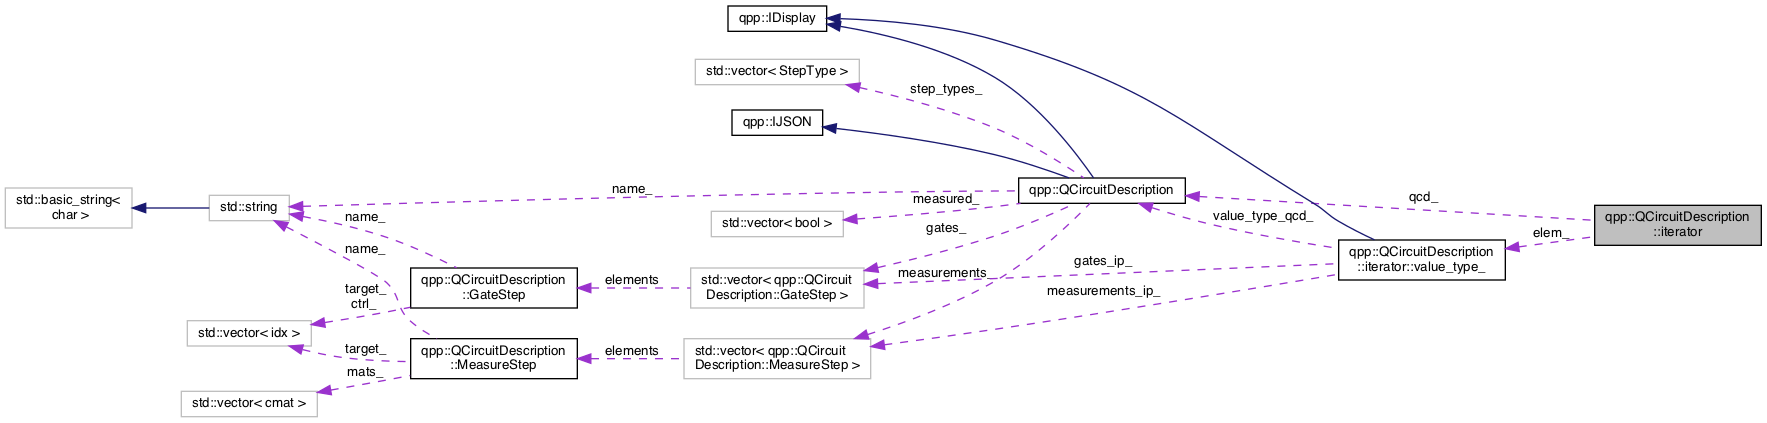 qpp::IDisplay
std::vector< StepType >
step_types_
qpp::IJSON
std::basic_string<
char >
std::string
name_
name_
name_
qpp::QCircuitDescription
measured_
std::vector< bool >
gates_
qcd_
value_type_qcd_
qpp::QCircuitDescription
::iterator
elem_
qpp::QCircuitDescription
::iterator::value_type_
gates_ip_
measurements_
measurements_ip_
qpp::QCircuitDescription
::GateStep
elements
std::vector< qpp::QCircuit
Description::GateStep >
target_
ctrl_
std::vector< idx >
target_
mats_
qpp::QCircuitDescription
::MeasureStep
elements
std::vector< qpp::QCircuit
Description::MeasureStep >
std::vector< cmat >